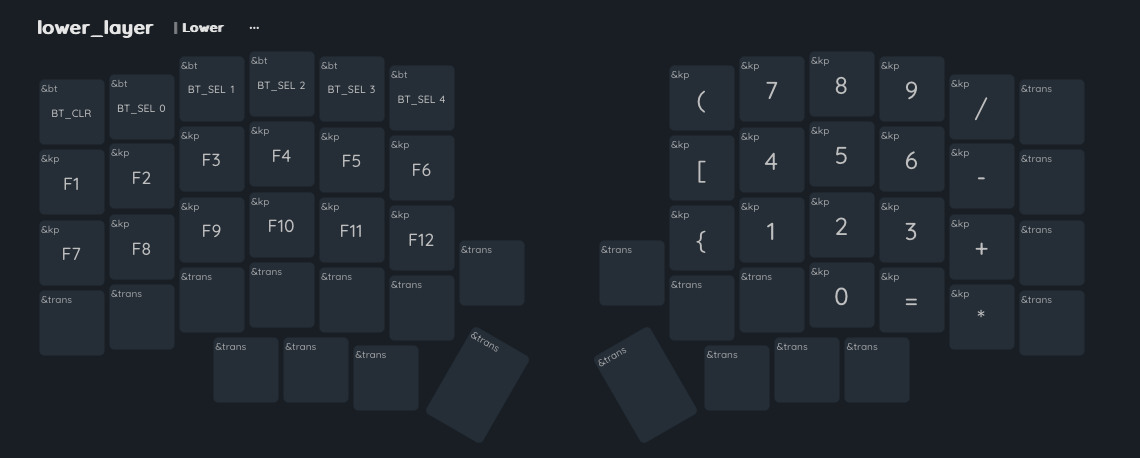 lower_layer | Lower ...
&bt BT_CLR &bt BT_SEL 0 &bt BT_SEL 1 &bt BT_SEL 2 &bt BT_SEL 3 &bt BT_SEL 4 &kp ( &kp 7 &kp 8 &kp 9 &kp / &trans
&kp F1 &kp F2 &kp F3 &kp F4 &kp F5 &kp F6 &kp [ &kp 4 &kp 5 &kp 6 &kp - &trans
&kp F7 &kp F8 &kp F9 &kp F10 &kp F11 &kp F12 &trans &trans &kp { &kp 1 &kp 2 &kp 3 &kp + &trans
&trans &trans &trans &trans &trans &trans &trans &trans &kp 0 &kp = &kp * &trans
&trans &trans &trans &trans &trans &trans &trans &trans